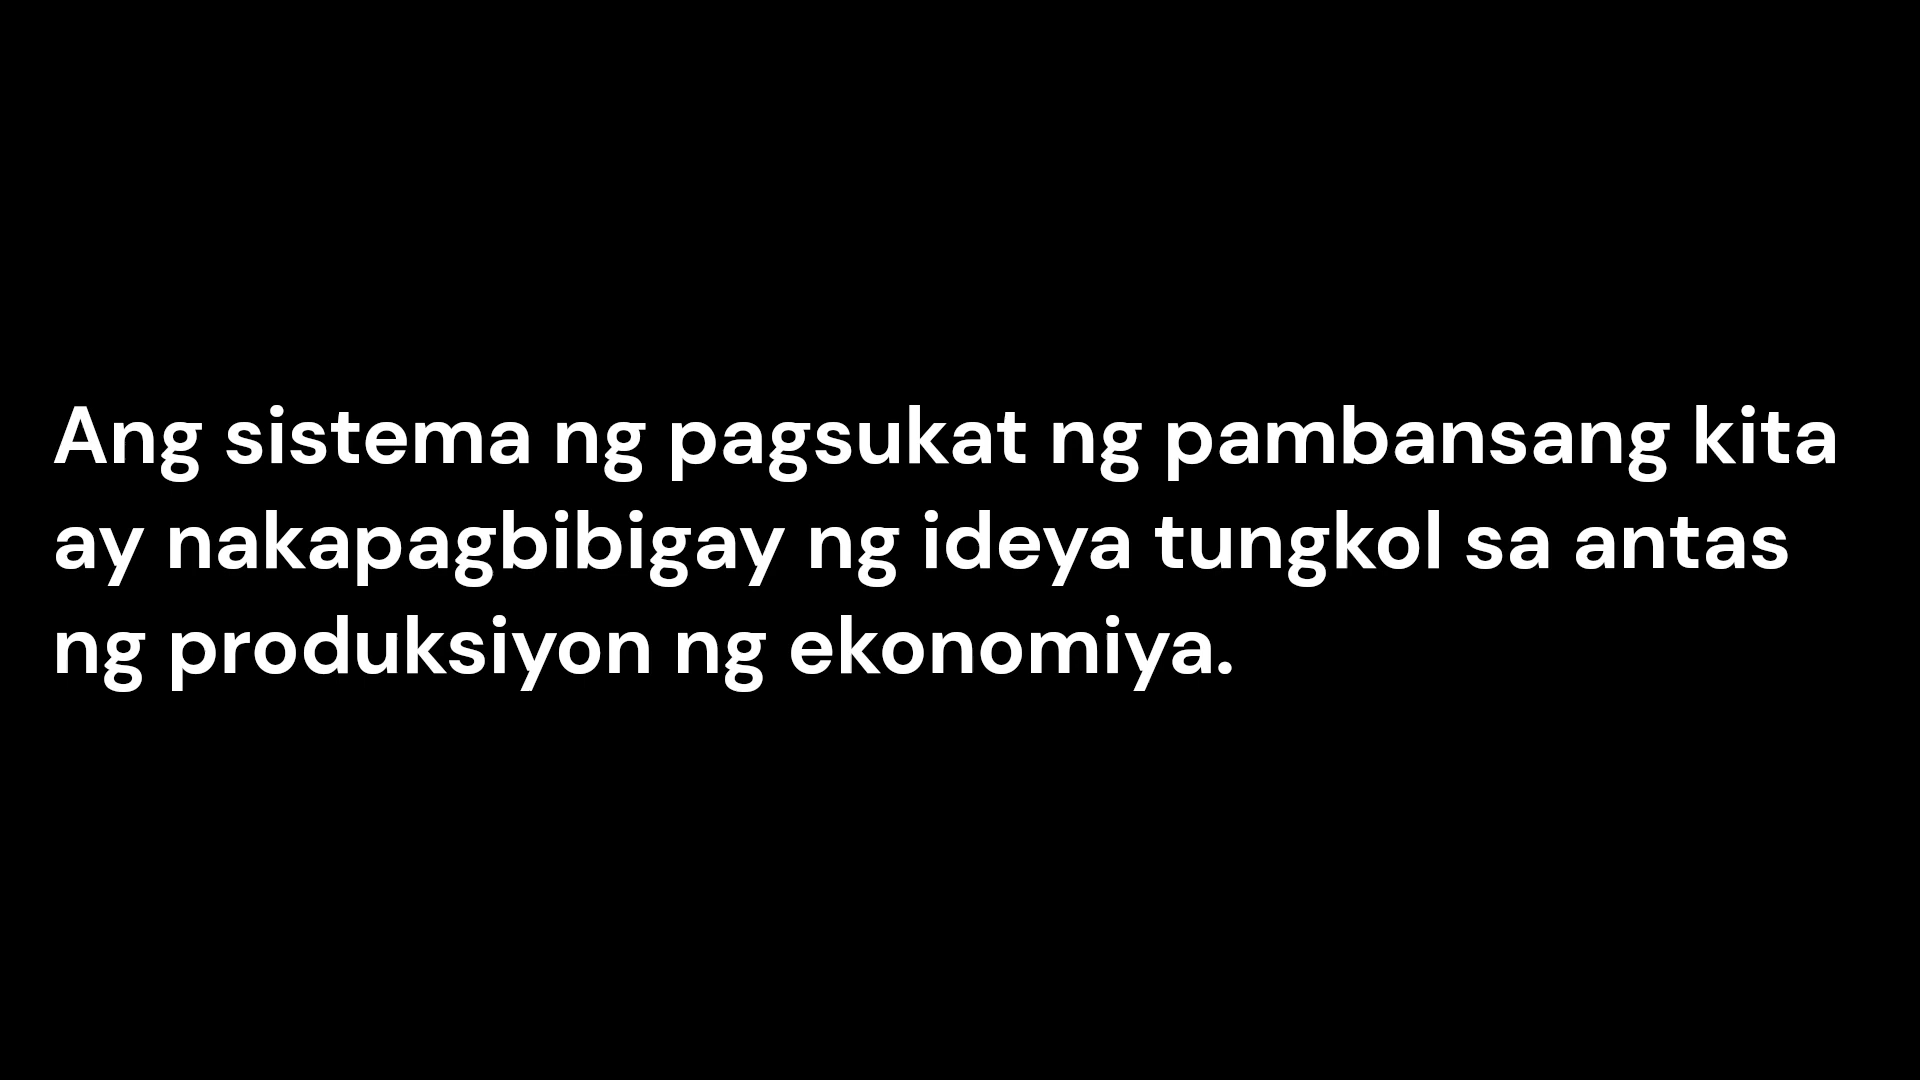 Ang sistema ng pagsukat ng pambansang kita
ay nakapagbibigay ng ideya tungkol sa antas
ng produksiyon ng ekonomiya.